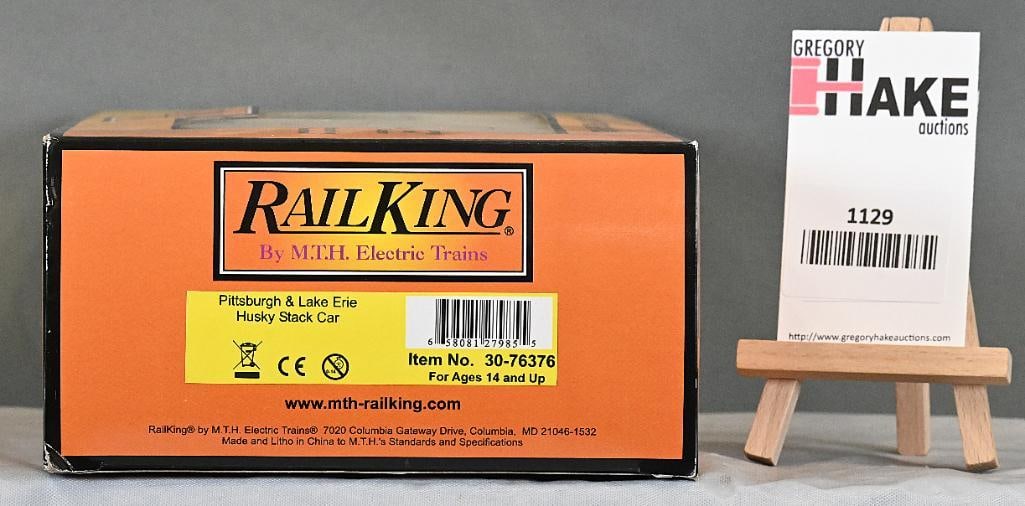 RAILKING®
By M.T.H. Electric Trains
Pittsburgh & Lake Erie
Husky Stack Car
6 58081 27985 5
CE
Item No. 30-76376
For Ages 14 and Up
www.mth-railking.com
RailKing® by M.T.H. Electric Trains® 7020 Columbia Gateway Drive, Columbia, MD 21046-1532
Made and Litho in China to M.T.H.'s Standards and Specifications
GREGORY
HAKE
auctions
1129
http://www.gregoryhakeauctions.com